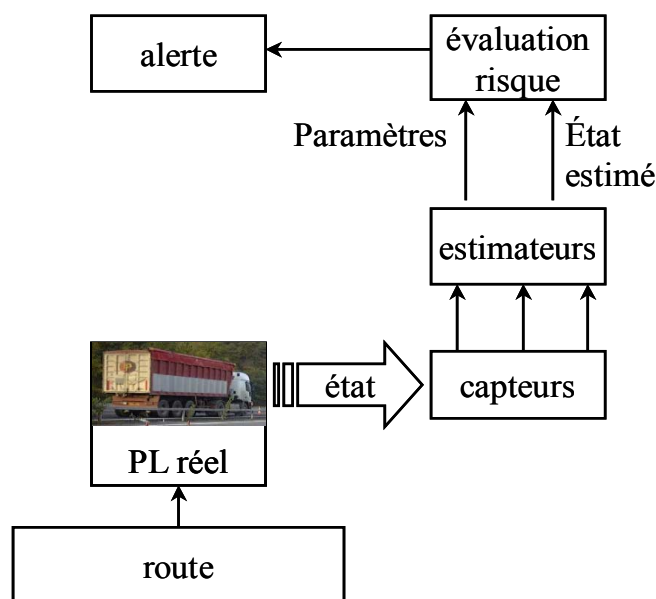 alerte
évaluation
risque
Paramètres
État
estimé
estimateurs
état
capteurs
PL réel
route